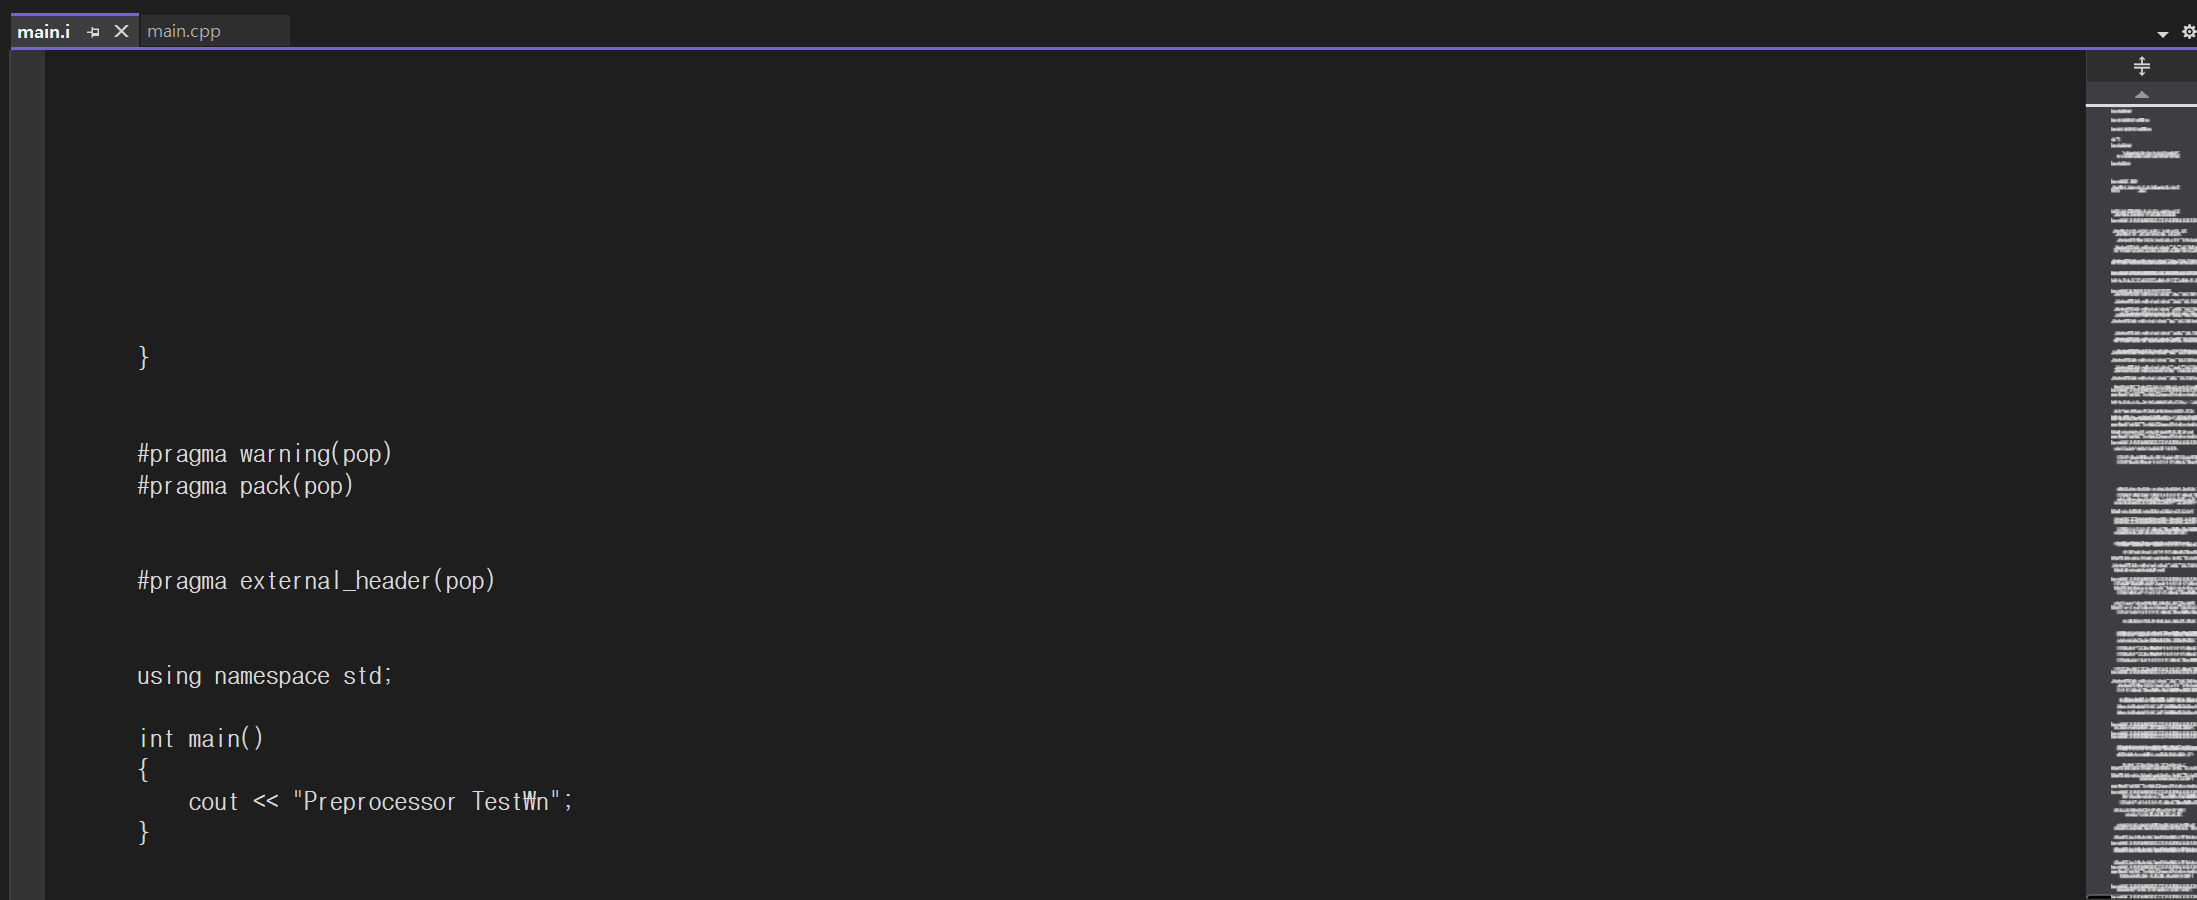 main.i
main.cpp
}
#pragma warning(pop)
#pragma pack(pop)
#pragma external_header(pop)
using namespace std;
int main()
{
    cout << "Preprocessor Test₩n";
}